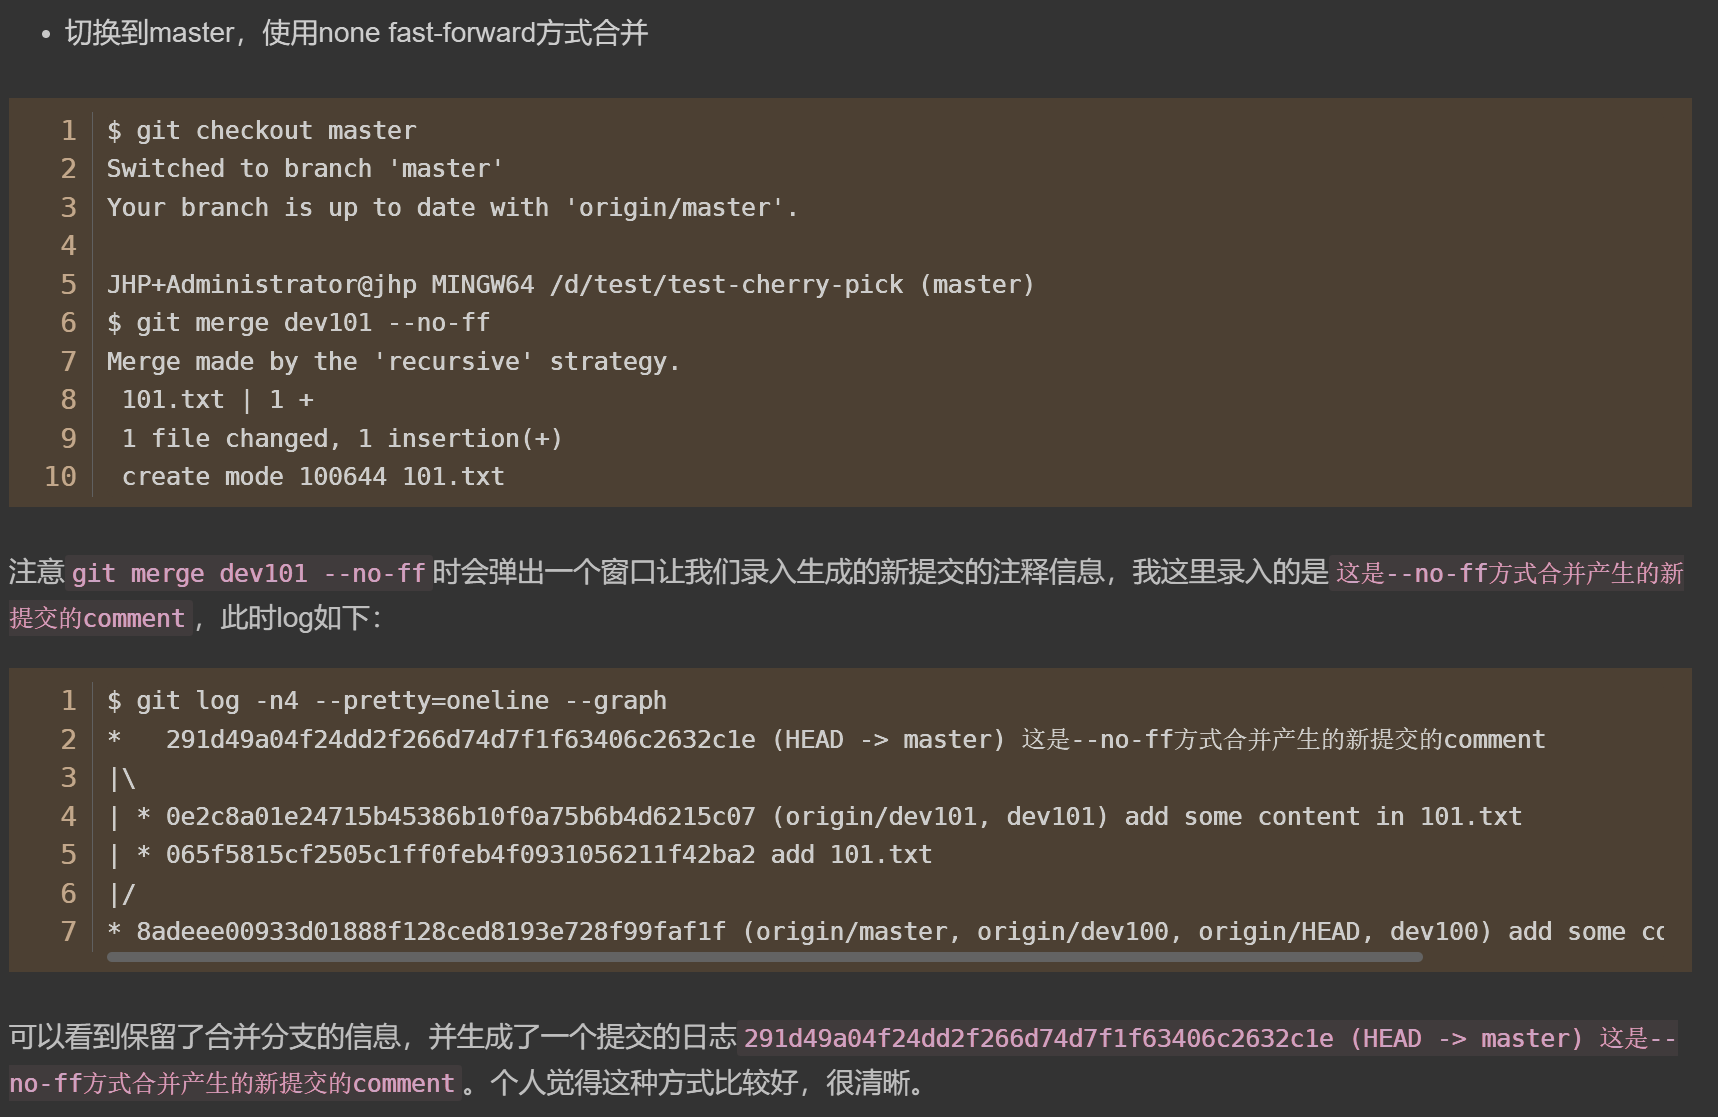 • 切换到master，使用none fast-forward方式合并
1 $ git checkout master
2 Switched to branch 'master'
3 Your branch is up to date with 'origin/master'.
4
5 JHP+Administrator@jhp MINGW64 /d/test/test-cherry-pick (master)
6 $ git merge dev101 --no-ff
7 Merge made by the 'recursive' strategy.
8  101.txt | 1 +
9  1 file changed, 1 insertion(+)
10  create mode 100644 101.txt
注意 git merge dev101 --no-ff 时会弹出一个窗口让我们录入生成的新提交的注释信息，我这里录入的是 这是--no-ff方式合并产生的新
提交的comment ，此时log如下：
1 $ git log -n4 --pretty=oneline --graph
2 *   291d49a04f24dd2f266d74d7f1f63406c2632c1e (HEAD -> master) 这是--no-ff方式合并产生的新提交的comment
3 |\
4 | * 0e2c8a01e24715b45386b10f0a75b6b4d6215c07 (origin/dev101, dev101) add some content in 101.txt
5 | * 065f5815cf2505c1ff0feb4f0931056211f42ba2 add 101.txt
6 |/
7 * 8adeee00933d01888f128ced8193e728f99faf1f (origin/master, origin/dev100, origin/HEAD, dev100) add some co
可以看到保留了合并分支的信息，并生成了一个提交的日志 291d49a04f24dd2f266d74d7f1f63406c2632c1e (HEAD -> master) 这是--
no-ff方式合并产生的新提交的comment 。个人觉得这种方式比较好，很清晰。